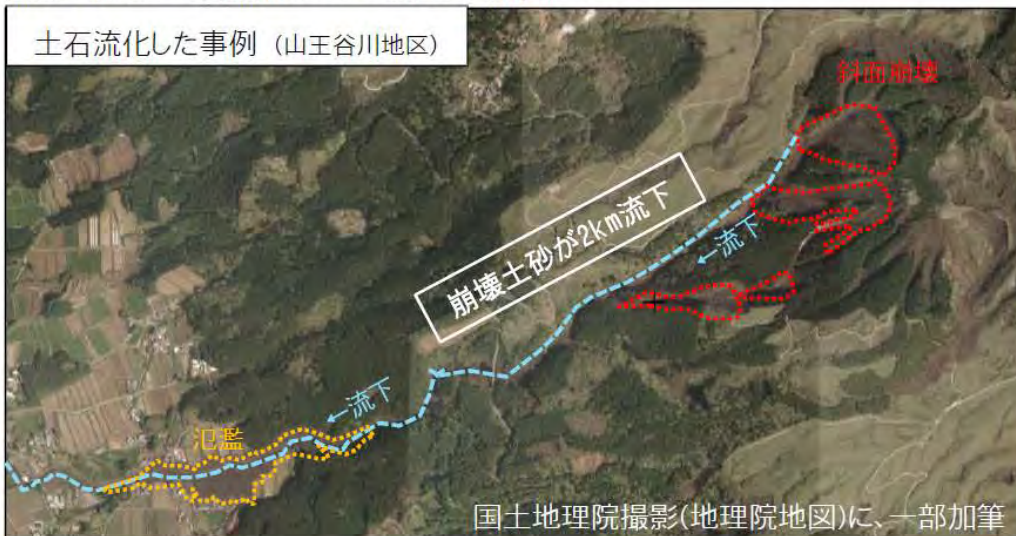 土石流化した事例 (山王谷川地区)
斜面崩壊
崩壊土砂が2km流下
←流下
←流下
氾濫
国土地理院撮影(地理院地図)に、一部加筆